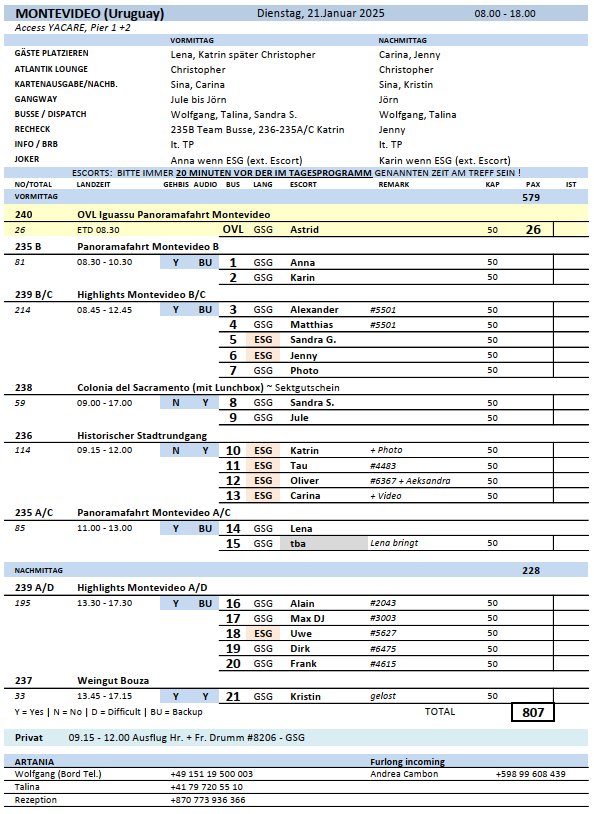 MONTEVIDEO (Uruguay) Dienstag, 21.Januar 2025 08.00 - 18.00
Access YACARE, Pier 1 +2
VORMITTAG NACHMITTAG
GÄSTE PLATZIEREN Lena, Katrin später Christopher Carina, Jenny
ATLANTIK LOUNGE Christopher Christopher
KARTENAUSGABE/NACHB. Sina, Carina Sina, Kristin
GANGWAY Jule bis Jörn Jörn
BUSSE / DISPATCH Wolfgang, Talina, Sandra S. Wolfgang, Talina
RECHECK 235B Team Busse, 236-235A/C Katrin Jenny
INFO / BRB lt. TP lt. TP
JOKER Anna wenn ESG (ext. Escort) Karin wenn ESG (ext. Escort)
ESCORTS: BITTE IMMER 20 MINUTEN VOR DER IM TAGESPROGRAMM GENANNTEN ZEIT AM TREFF SEIN !
NO/TOTAL LANDZEIT GEHBIS AUDIO BUS LANG ESCORT REMARK KAP PAX IST
VORMITTAG 579
240 OVL Iguassu Panoramafahrt Montevideo
26 ETD 08.30 OVL GSG Astrid 50 26
235 B Panoramafahrt Montevideo B
81 08.30 - 10.30 Y BU 1 GSG Anna 50
2 GSG Karin 50
239 B/C Highlights Montevideo B/C
214 08.45 - 12.45 Y BU 3 GSG Alexander #5501 50
4 GSG Matthias #5501 50
5 ESG Sandra G. 50
6 ESG Jenny 50
7 GSG Photo 50
238 Colonia del Sacramento (mit Lunchbox) ~ Sektgutschein
59 09.00 - 17.00 N Y 8 GSG Sandra S. 50
9 GSG Jule 50
236 Historischer Stadtrundgang
114 09.15 - 12.00 N Y 10 ESG Katrin + Photo 50
11 ESG Tau #4483 50
12 ESG Oliver #6367 + Aeksandra 50
13 ESG Carina + Video 50
235 A/C Panoramafahrt Montevideo A/C
85 11.00 - 13.00 Y BU 14 GSG Lena
15 GSG tba Lena bringt 50
NACHMITTAG 228
239 A/D Highlights Montevideo A/D
195 13.30 - 17.30 Y BU 16 GSG Alain #2043 50
17 GSG Max DJ #3003 50
18 ESG Uwe #5627 50
19 GSG Dirk #6475 50
20 GSG Frank #4615 50
237 Weingut Bouza
33 13.45 - 17.15 Y Y 21 GSG Kristin gelost 50
Y = Yes | N = No | D = Difficult | BU = Backup TOTAL 807
Privat 09.15 - 12.00 Ausflug Hr. + Fr. Drumm #8206 - GSG
ARTANIA Furlong incoming
Wolfgang (Bord Tel.) +49 151 19 500 003 Andrea Cambon +598 99 608 439
Talina +41 79 720 55 10
Rezeption +870 773 936 366